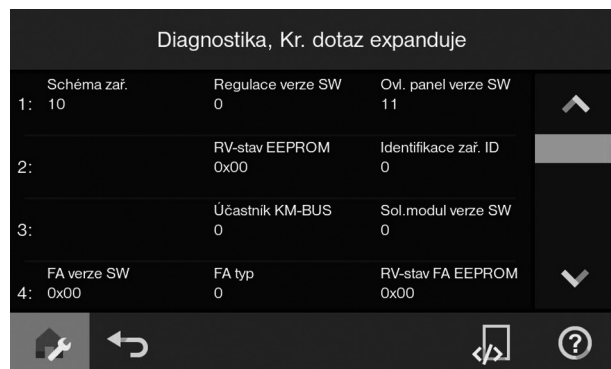 Diagnostika, Kr. dotaz expanduje
Schéma zař. Regulace verze SW Ovl. panel verze SW
1: 10 0 11
RV-stav EEPROM Identifikace zař. ID
2: 0x00 0
Účastník KM-BUS Sol.modul verze SW
3: 0 0
FA verze SW FA typ RV-stav FA EEPROM
4: 0x00 0 0x00